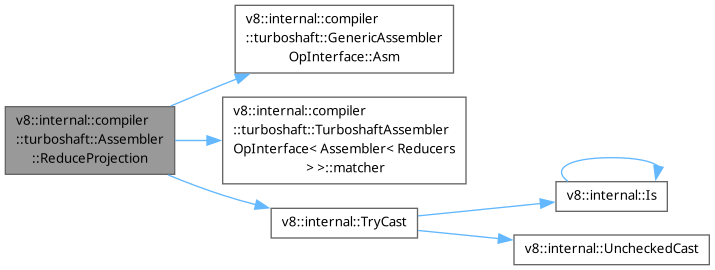 v8::internal::compiler
::turboshaft::Assembler
::ReduceProjection
v8::internal::compiler
::turboshaft::GenericAssembler
OpInterface::Asm
v8::internal::compiler
::turboshaft::TurboshaftAssembler
OpInterface< Assembler< Reducers
> >::matcher
v8::internal::TryCast
v8::internal::Is
v8::internal::UncheckedCast